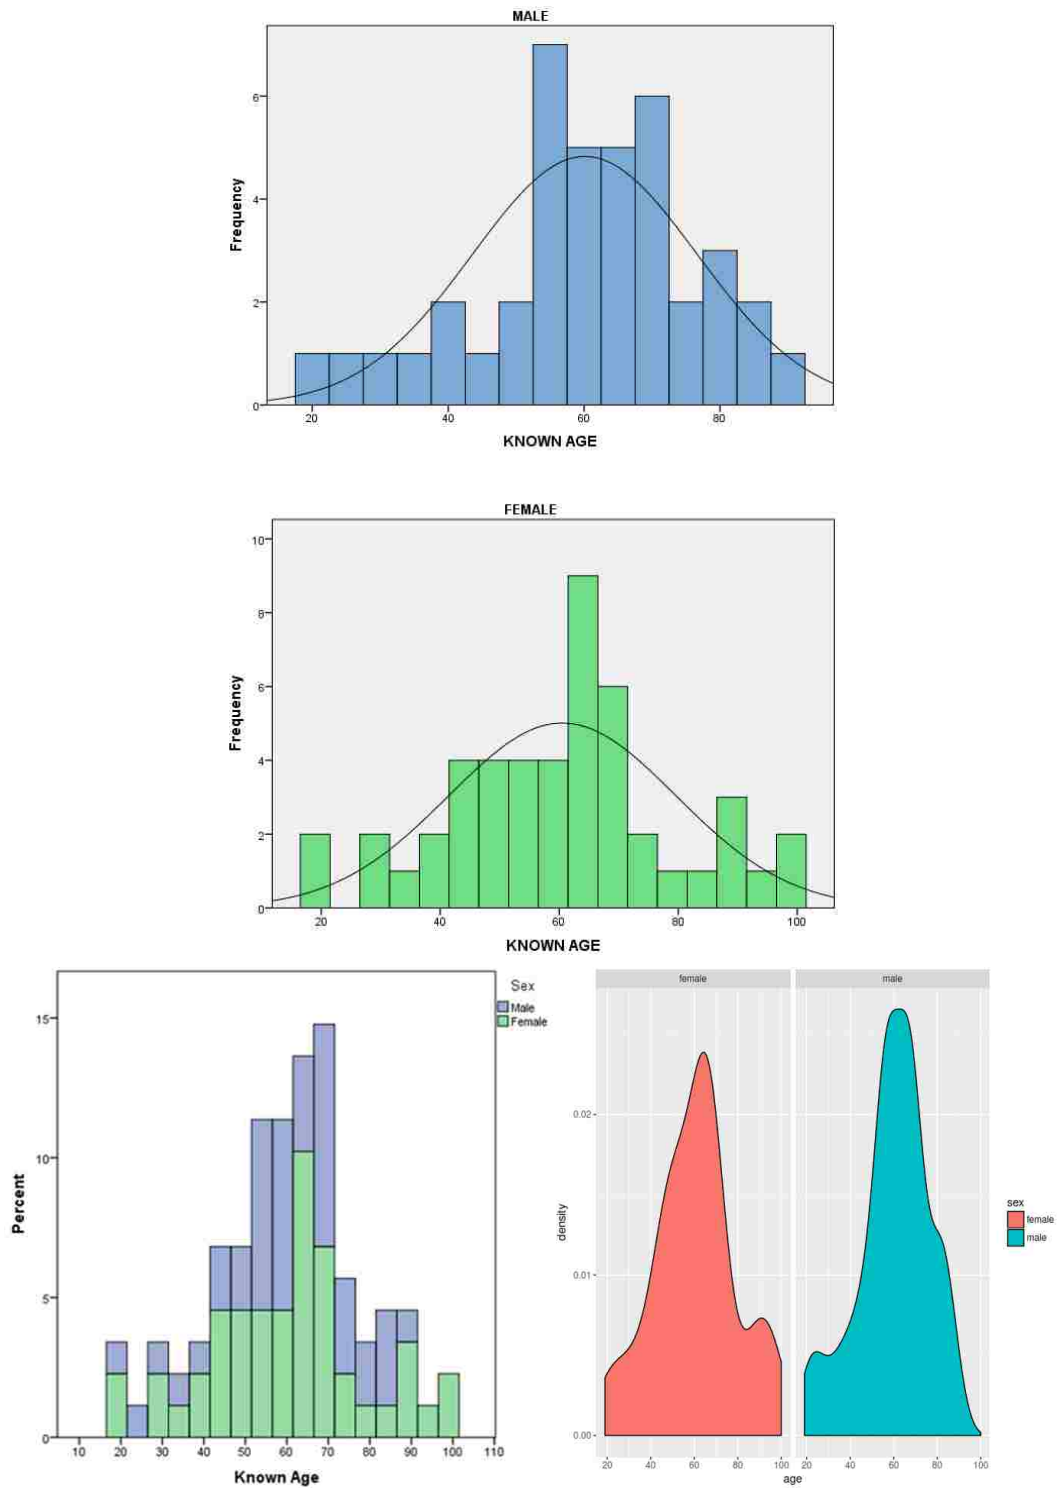 MALE
6
4
2
0
Frequency
20 40 60 80
KNOWN AGE
FEMALE
10
8
6
4
2
0
Frequency
20 40 60 80 100
KNOWN AGE
Sex
Male
Female
15
10
5
0
Percent
10 20 30 40 50 60 70 80 90 100 110
Known Age
female male
0.02
0.01
0.00
density
20 40 60 80 100 20 40 60 80 100
age
sex
female
male